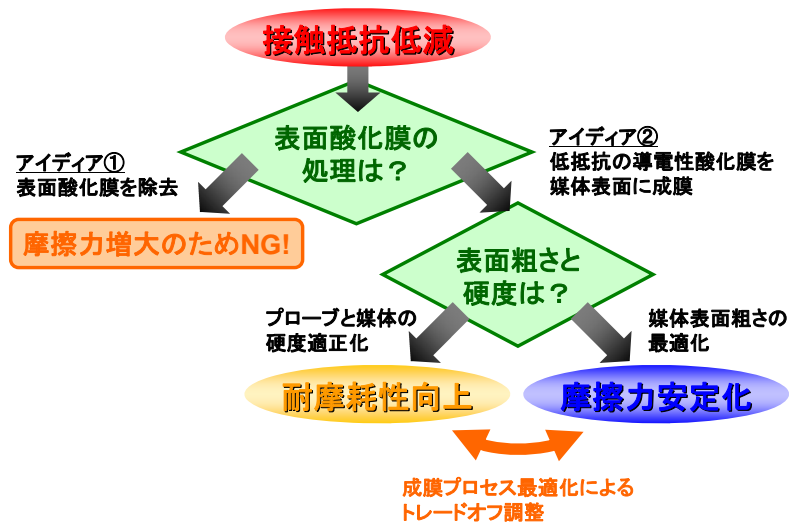 接触抵抗低減
表面酸化膜の
処理は？
アイディア①
表面酸化膜を除去
アイディア②
低抵抗の導電性酸化膜を
媒体表面に成膜
摩擦力増大のためNG!
表面粗さと
硬度は？
プローブと媒体の
硬度適正化
媒体表面粗さの
最適化
耐摩耗性向上
摩擦力安定化
成膜プロセス最適化による
トレードオフ調整